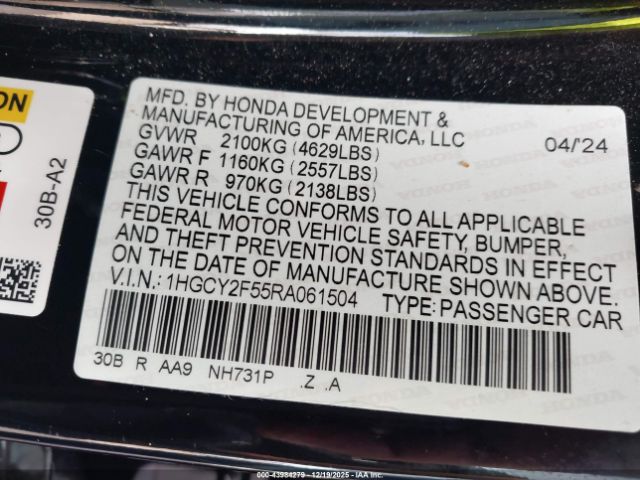 ON
30B-A2
MFD. BY HONDA DEVELOPMENT &
MANUFACTURING OF AMERICA, LLC
GVWR 2100KG (4629LBS) 04/'24
GAWR F 1160KG (2557LBS)
GAWR R 970KG (2138LBS)
THIS VEHICLE CONFORMS TO ALL APPLICABLE
FEDERAL MOTOR VEHICLE SAFETY, BUMPER,
AND THEFT PREVENTION STANDARDS IN EFFECT
ON THE DATE OF MANUFACTURE SHOWN ABOVE.
V.I.N.: 1HGCY2F55RA061504 TYPE: PASSENGER CAR
30B R AA9 NH731P .Z .A
HONDA
00-43984279 - 12/19/2025 - IAA Inc.